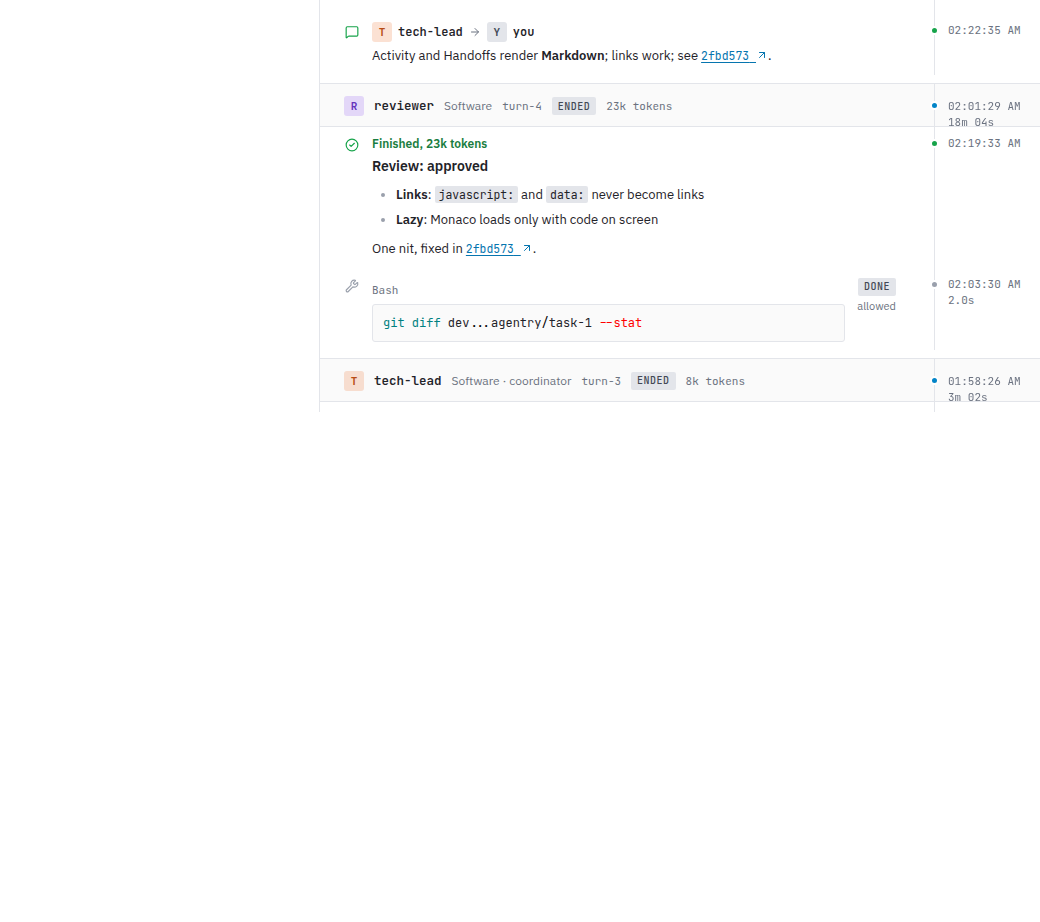 T tech-lead → Y you 02:22:35 AM
Activity and Handoffs render Markdown; links work; see 2fbd573 ↗.
R reviewer Software turn-4 ENDED 23k tokens 02:01:29 AM
18m 04s
Finished, 23k tokens 02:19:33 AM
Review: approved
• Links: javascript: and data: never become links
• Lazy: Monaco loads only with code on screen
One nit, fixed in 2fbd573 ↗.
Bash DONE 02:03:30 AM
allowed 2.0s
git diff dev...agentry/task-1 --stat
T tech-lead Software · coordinator turn-3 ENDED 8k tokens 01:58:26 AM
3m 02s